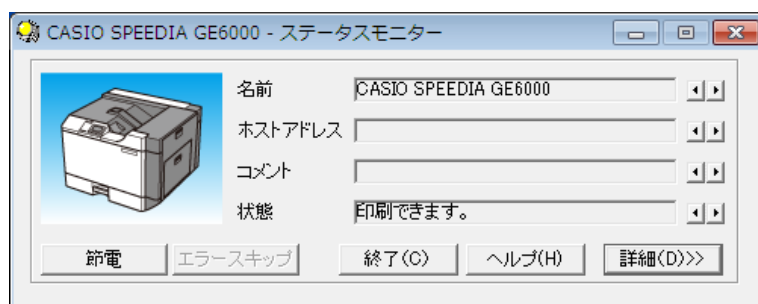 CASIO SPEEDIA GE6000 - ステータスモニター
名前 CASIO SPEEDIA GE6000
ホストアドレス
コメント
状態 印刷できます。
節電 エラースキップ 終了(C) ヘルプ(H) 詳細(D)>>